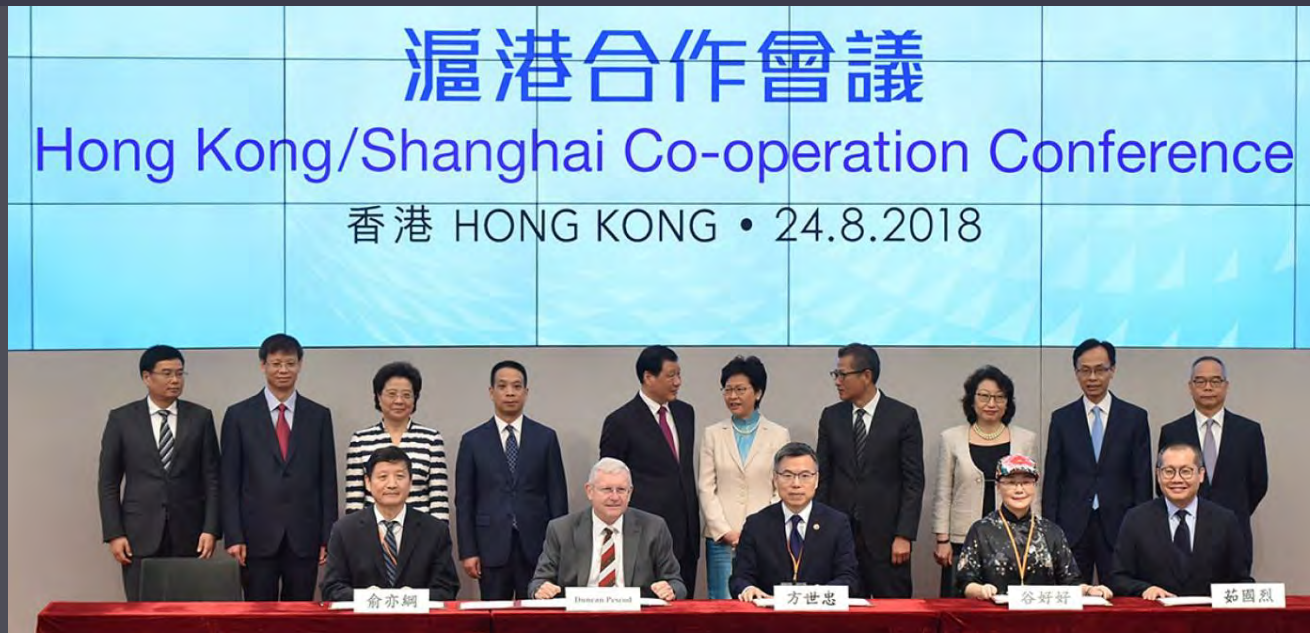 滬港合作會議
Hong Kong/Shanghai Co-operation Conference
香港 HONG KONG • 24.8.2018
俞亦綱
Duncan Pescod
方世忠
谷好好
茹國烈